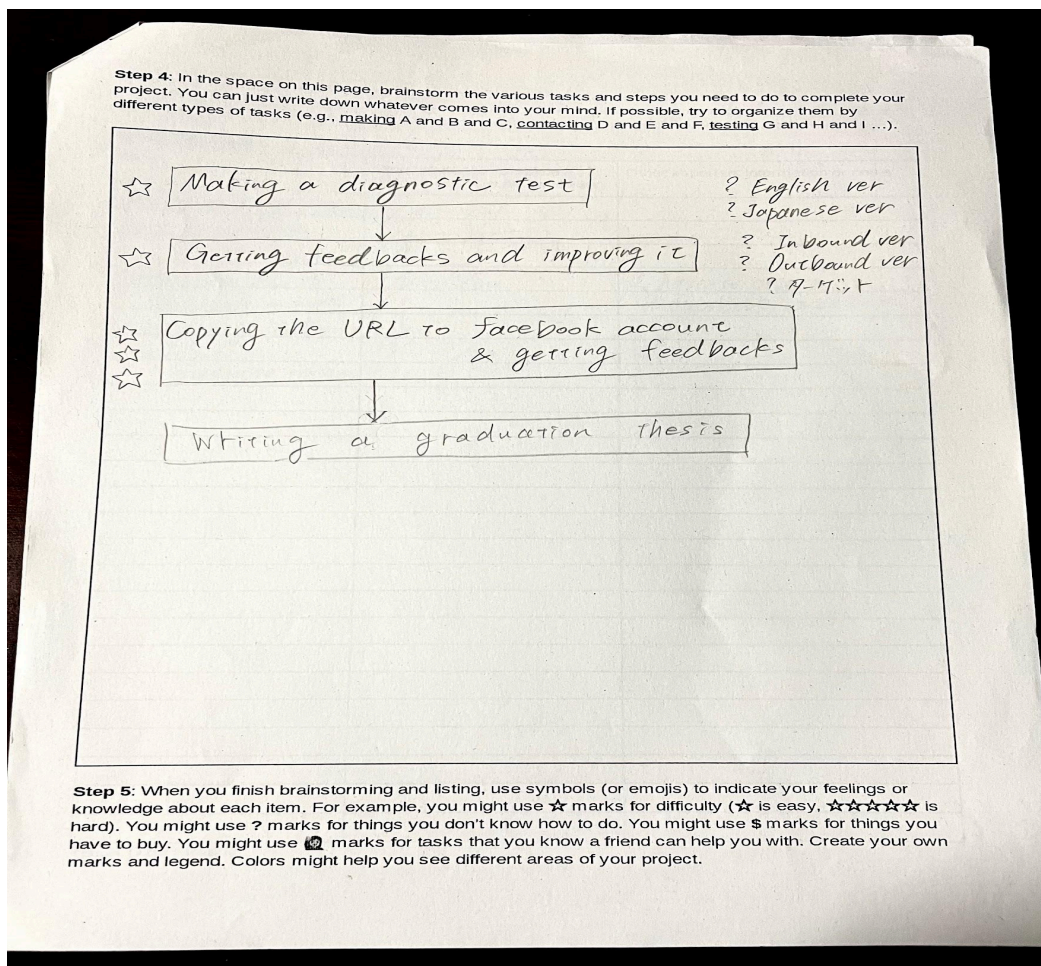 Step 4: In the space on this page, brainstorm the various tasks and steps you need to do to complete your
project. You can just write down whatever comes into your mind. If possible, try to organize them by
different types of tasks (e.g., making A and B and C, contacting D and E and F, testing G and H and I ...).
☆ Making a diagnostic test
? English ver
? Japanese ver
☆ Getting feedbacks and improving it
? Inbound ver
? Outbound ver
? ターゲット
☆☆☆ Copying the URL to facebook account
& getting feedbacks
Writing a graduation thesis
Step 5: When you finish brainstorming and listing, use symbols (or emojis) to indicate your feelings or
knowledge about each item. For example, you might use ☆ marks for difficulty (☆ is easy, ☆☆☆☆☆ is
hard). You might use ? marks for things you don't know how to do. You might use $ marks for things you
have to buy. You might use marks for tasks that you know a friend can help you with. Create your own
marks and legend. Colors might help you see different areas of your project.